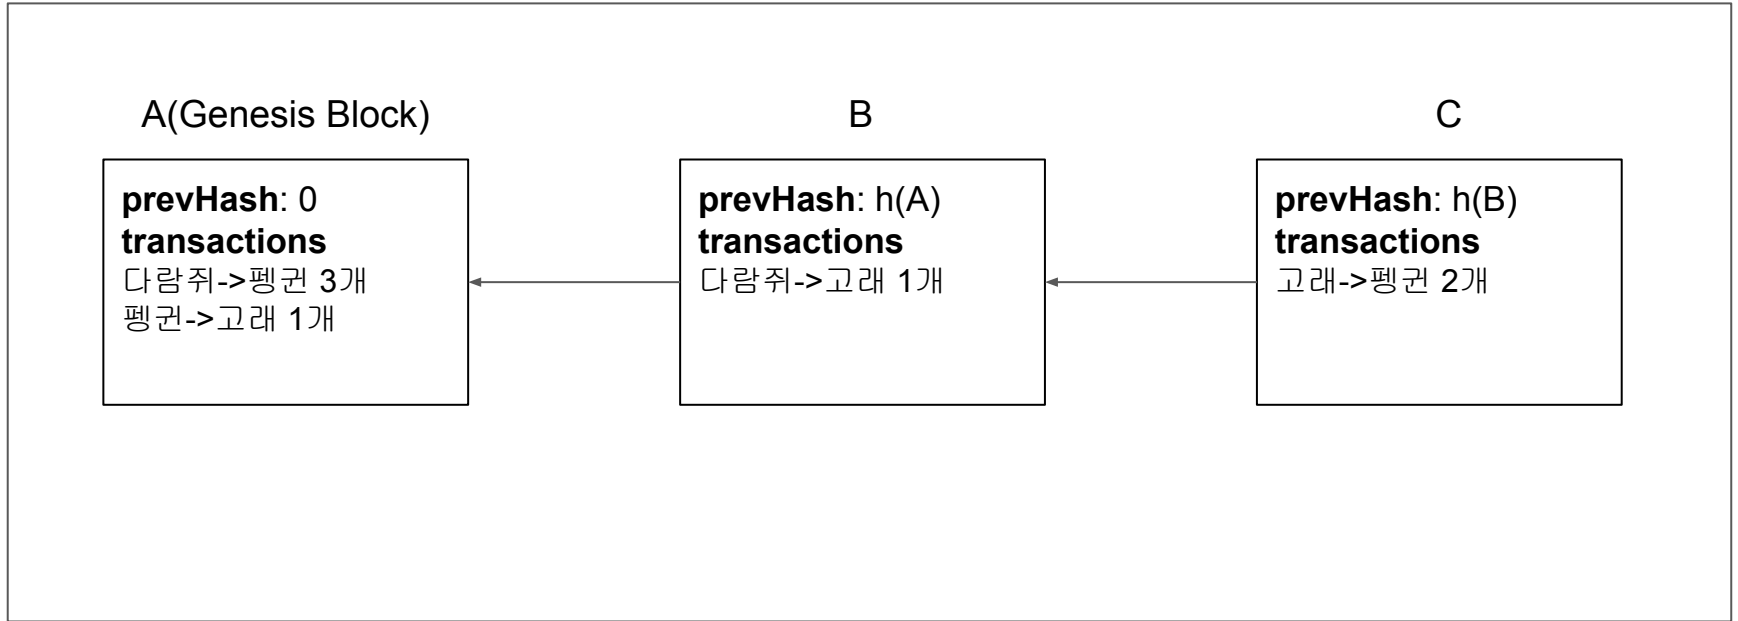 A(Genesis Block)
prevHash: 0
transactions
다람쥐->펭귄 3개
펭귄->고래 1개
B
prevHash: h(A)
transactions
다람쥐->고래 1개
C
prevHash: h(B)
transactions
고래->펭귄 2개